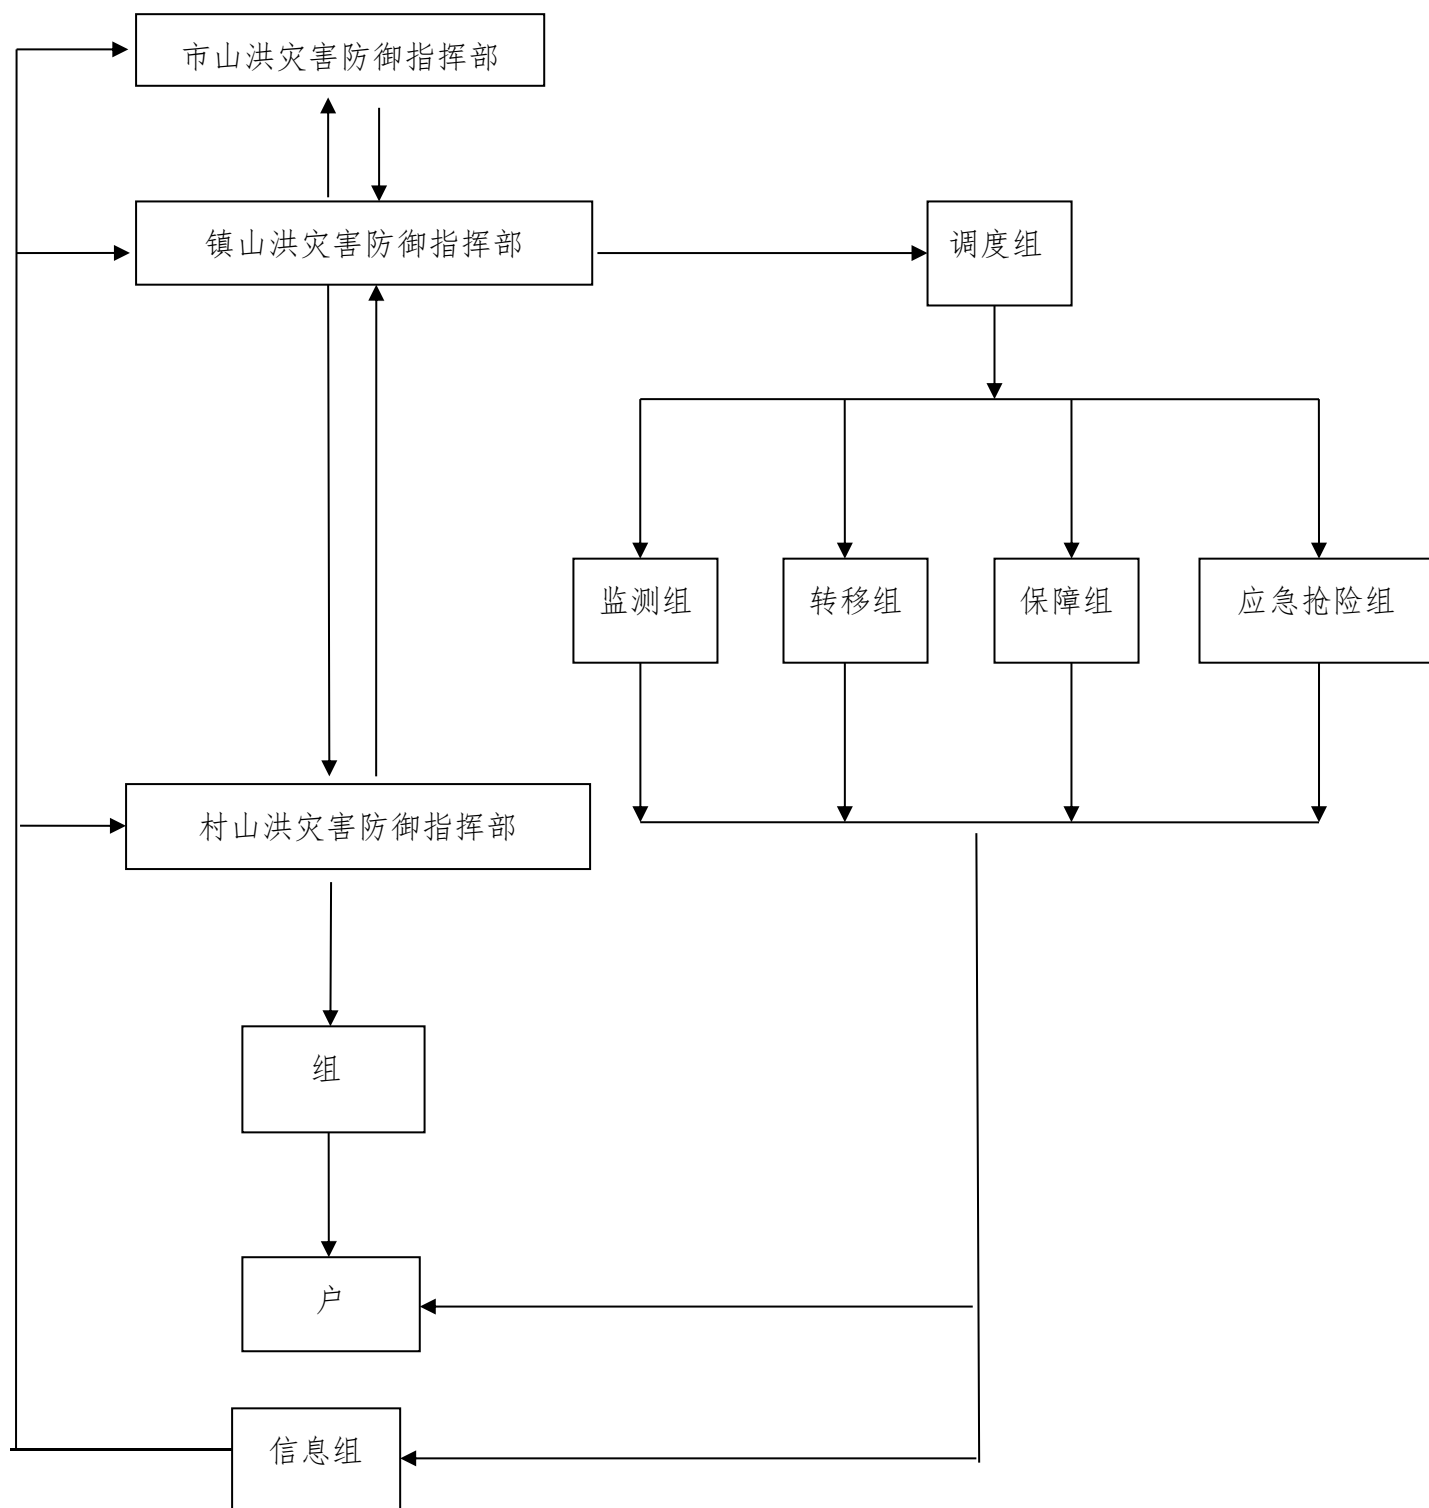 市山洪灾害防御指挥部
镇山洪灾害防御指挥部
调度组
监测组
转移组
保障组
应急抢险组
村山洪灾害防御指挥部
组
户
信息组